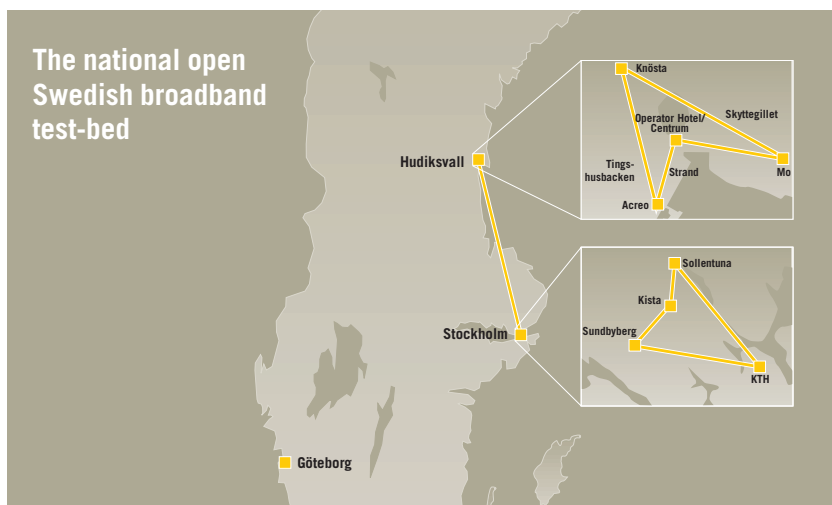 The national open
Swedish broadband
test-bed
Knösta
Skyttegillet
Operator Hotel/
Centrum
Hudiksvall
Tings-
husbacken
Strand
Mo
Acreo
Sollentuna
Kista
Sundbyberg
Stockholm
KTH
Göteborg